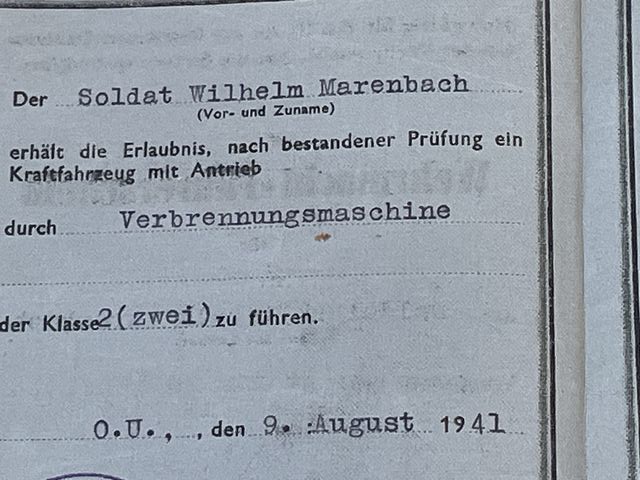 Der Soldat Wilhelm Marenbach
(Vor- und Zuname)
erhält die Erlaubnis, nach bestandener Prüfung ein
Kraftfahrzeug mit Antrieb
durch Verbrennungsmaschine
der Klasse 2(zwei) zu führen.
O.U., , den 9. August 1941